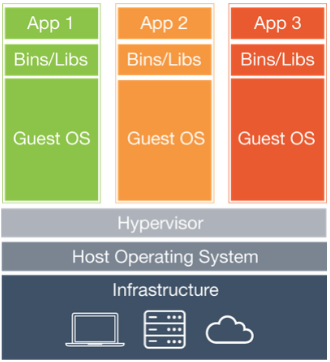 App 1
App 2
App 3
Bins/Libs
Bins/Libs
Bins/Libs
Guest OS
Guest OS
Guest OS
Hypervisor
Host Operating System
Infrastructure